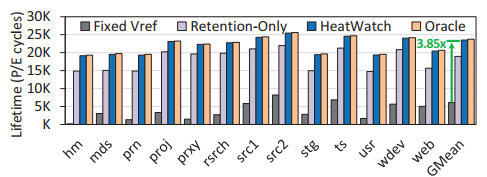 Fixed Vref Retention-Only HeatWatch Oracle
Lifetime (P/E cycles)
30K
25K
20K
15K
10K
5K
K
3.85x
hm mds prn proj prxy rsrch src1 src2 stg ts usr wdev web GMean